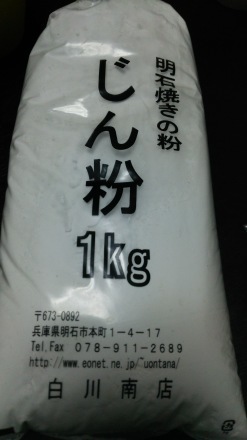 明石焼きの粉
じん粉
1kg
〒673-0892
兵庫県明石市本町1-4-17
Tel,Fax 078-911-2689
http://www.eonet.ne.jp/~uontana/
白川南店